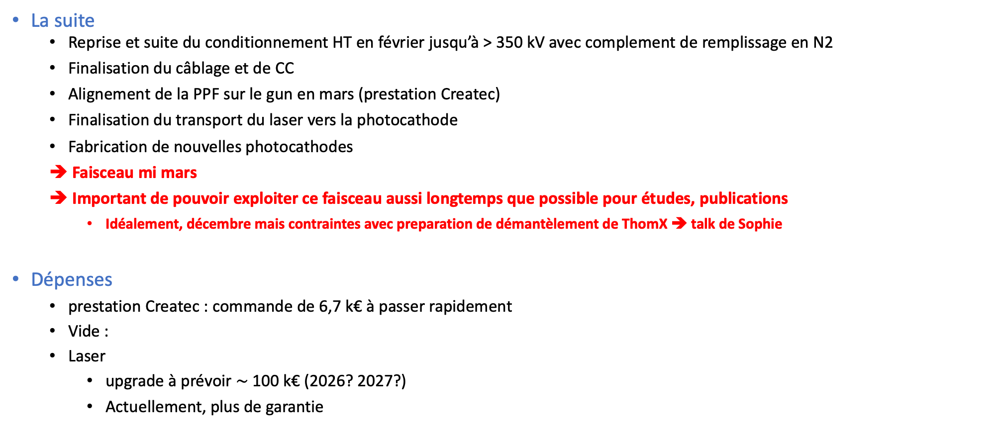 • La suite
• Reprise et suite du conditionnement HT en février jusqu’à > 350 kV avec complement de remplissage en N2
• Finalisation du câblage et de CC
• Alignement de la PPF sur le gun en mars (prestation Createc)
• Finalisation du transport du laser vers la photocathode
• Fabrication de nouvelles photocathodes
➔ Faisceau mi mars
➔ Important de pouvoir exploiter ce faisceau aussi longtemps que possible pour études, publications
• Idéalement, décembre mais contraintes avec preparation de démantèlement de ThomX ➔ talk de Sophie
• Dépenses
• prestation Createc : commande de 6,7 k€ à passer rapidement
• Vide :
• Laser
• upgrade à prévoir ~ 100 k€ (2026? 2027?)
• Actuellement, plus de garantie